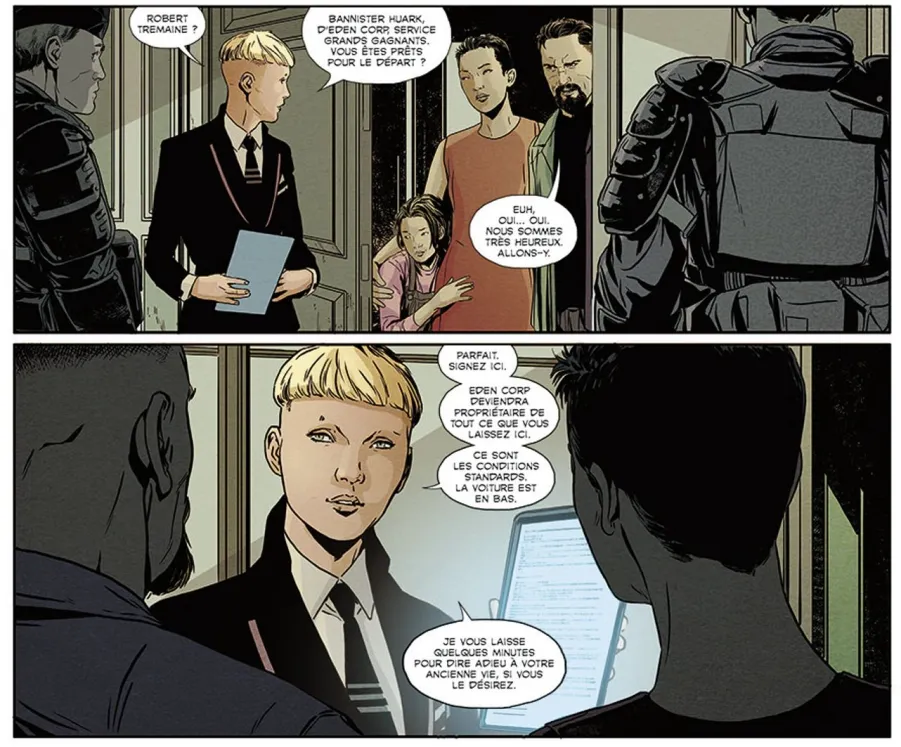 ROBERT
TREMAINE ?
BANNISTER HUARK,
D'EDEN CORP, SERVICE
GRANDS GAGNANTS.
VOUS ÊTES PRÊTS
POUR LE DÉPART ?
EUH,
OUI... OUI.
NOUS SOMMES
TRÈS HEUREUX.
ALLONS-Y.
PARFAIT.
SIGNEZ ICI.
EDEN CORP
DEVIENDRA
PROPRIÉTAIRE DE
TOUT CE QUE VOUS
LAISSEZ ICI.
CE SONT
LES CONDITIONS
STANDARDS.
LA VOITURE EST
EN BAS.
JE VOUS LAISSE
QUELQUES MINUTES
POUR DIRE ADIEU À VOTRE
ANCIENNE VIE, SI VOUS
LE DÉSIREZ.